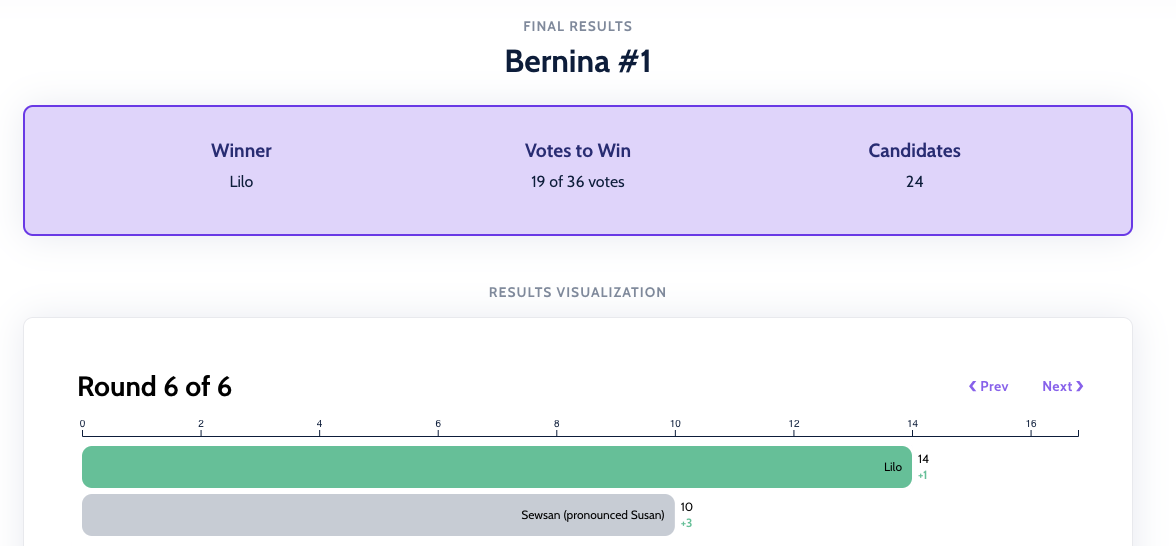 FINAL RESULTS
Bernina #1
Winner Votes to Win Candidates
Lilo 19 of 36 votes 24
RESULTS VISUALIZATION
Round 6 of 6 ❮ Prev Next ❯
0 2 4 6 8 10 12 14 16
Lilo 14
+1
Sewsan (pronounced Susan) 10
+3